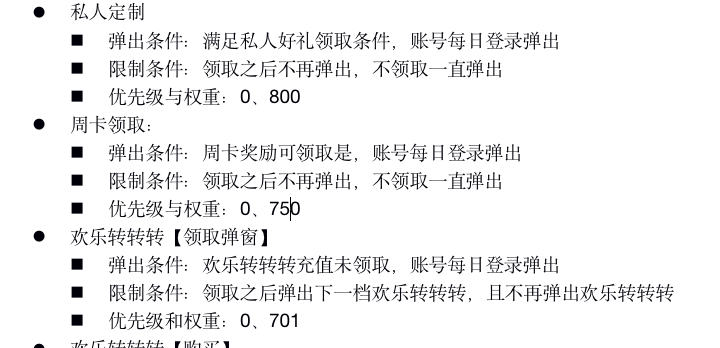 ● 私人定制
■ 弹出条件：满足私人好礼领取条件，账号每日登录弹出
■ 限制条件：领取之后不再弹出，不领取一直弹出
■ 优先级与权重：0、800
● 周卡领取：
■ 弹出条件：周卡奖励可领取是，账号每日登录弹出
■ 限制条件：领取之后不再弹出，不领取一直弹出
■ 优先级与权重：0、750
● 欢乐转转转【领取弹窗】
■ 弹出条件：欢乐转转转充值未领取，账号每日登录弹出
■ 限制条件：领取之后弹出下一档欢乐转转转，且不再弹出欢乐转转转
■ 优先级和权重：0、701
● 欢乐转转转【购买】